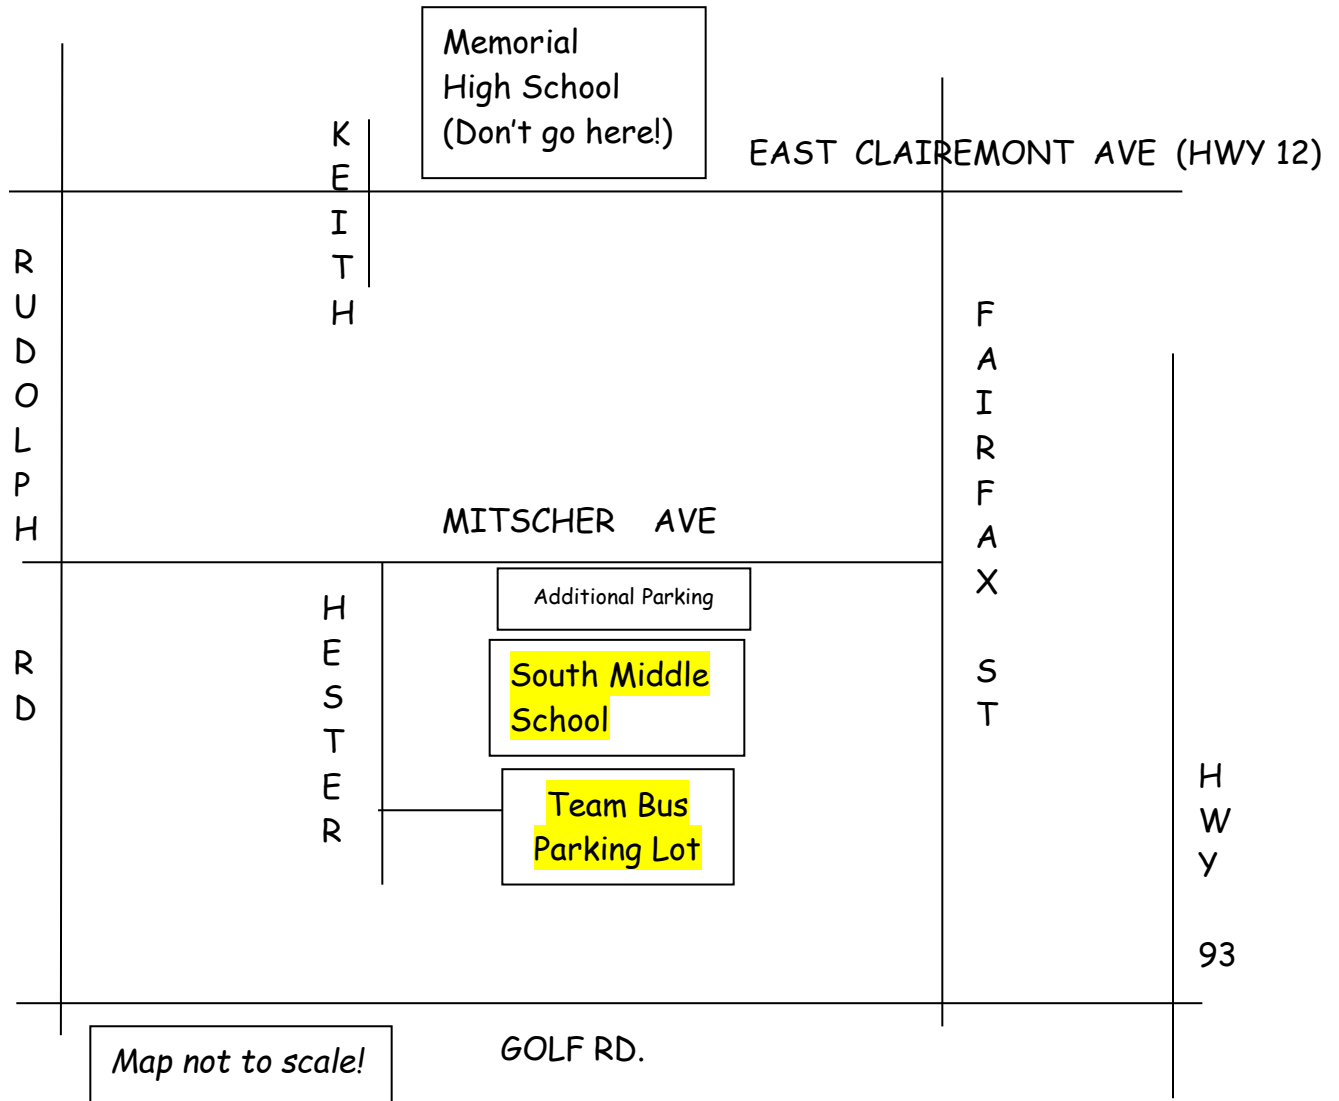 Memorial
High School
(Don't go here!)
EAST CLAIREMONT AVE (HWY 12)
KEITH
RUDOLPH RD
FAIRFAX ST
MITSCHER AVE
Additional Parking
HESTER
South Middle
School
Team Bus
Parking Lot
HWY 93
GOLF RD.
Map not to scale!